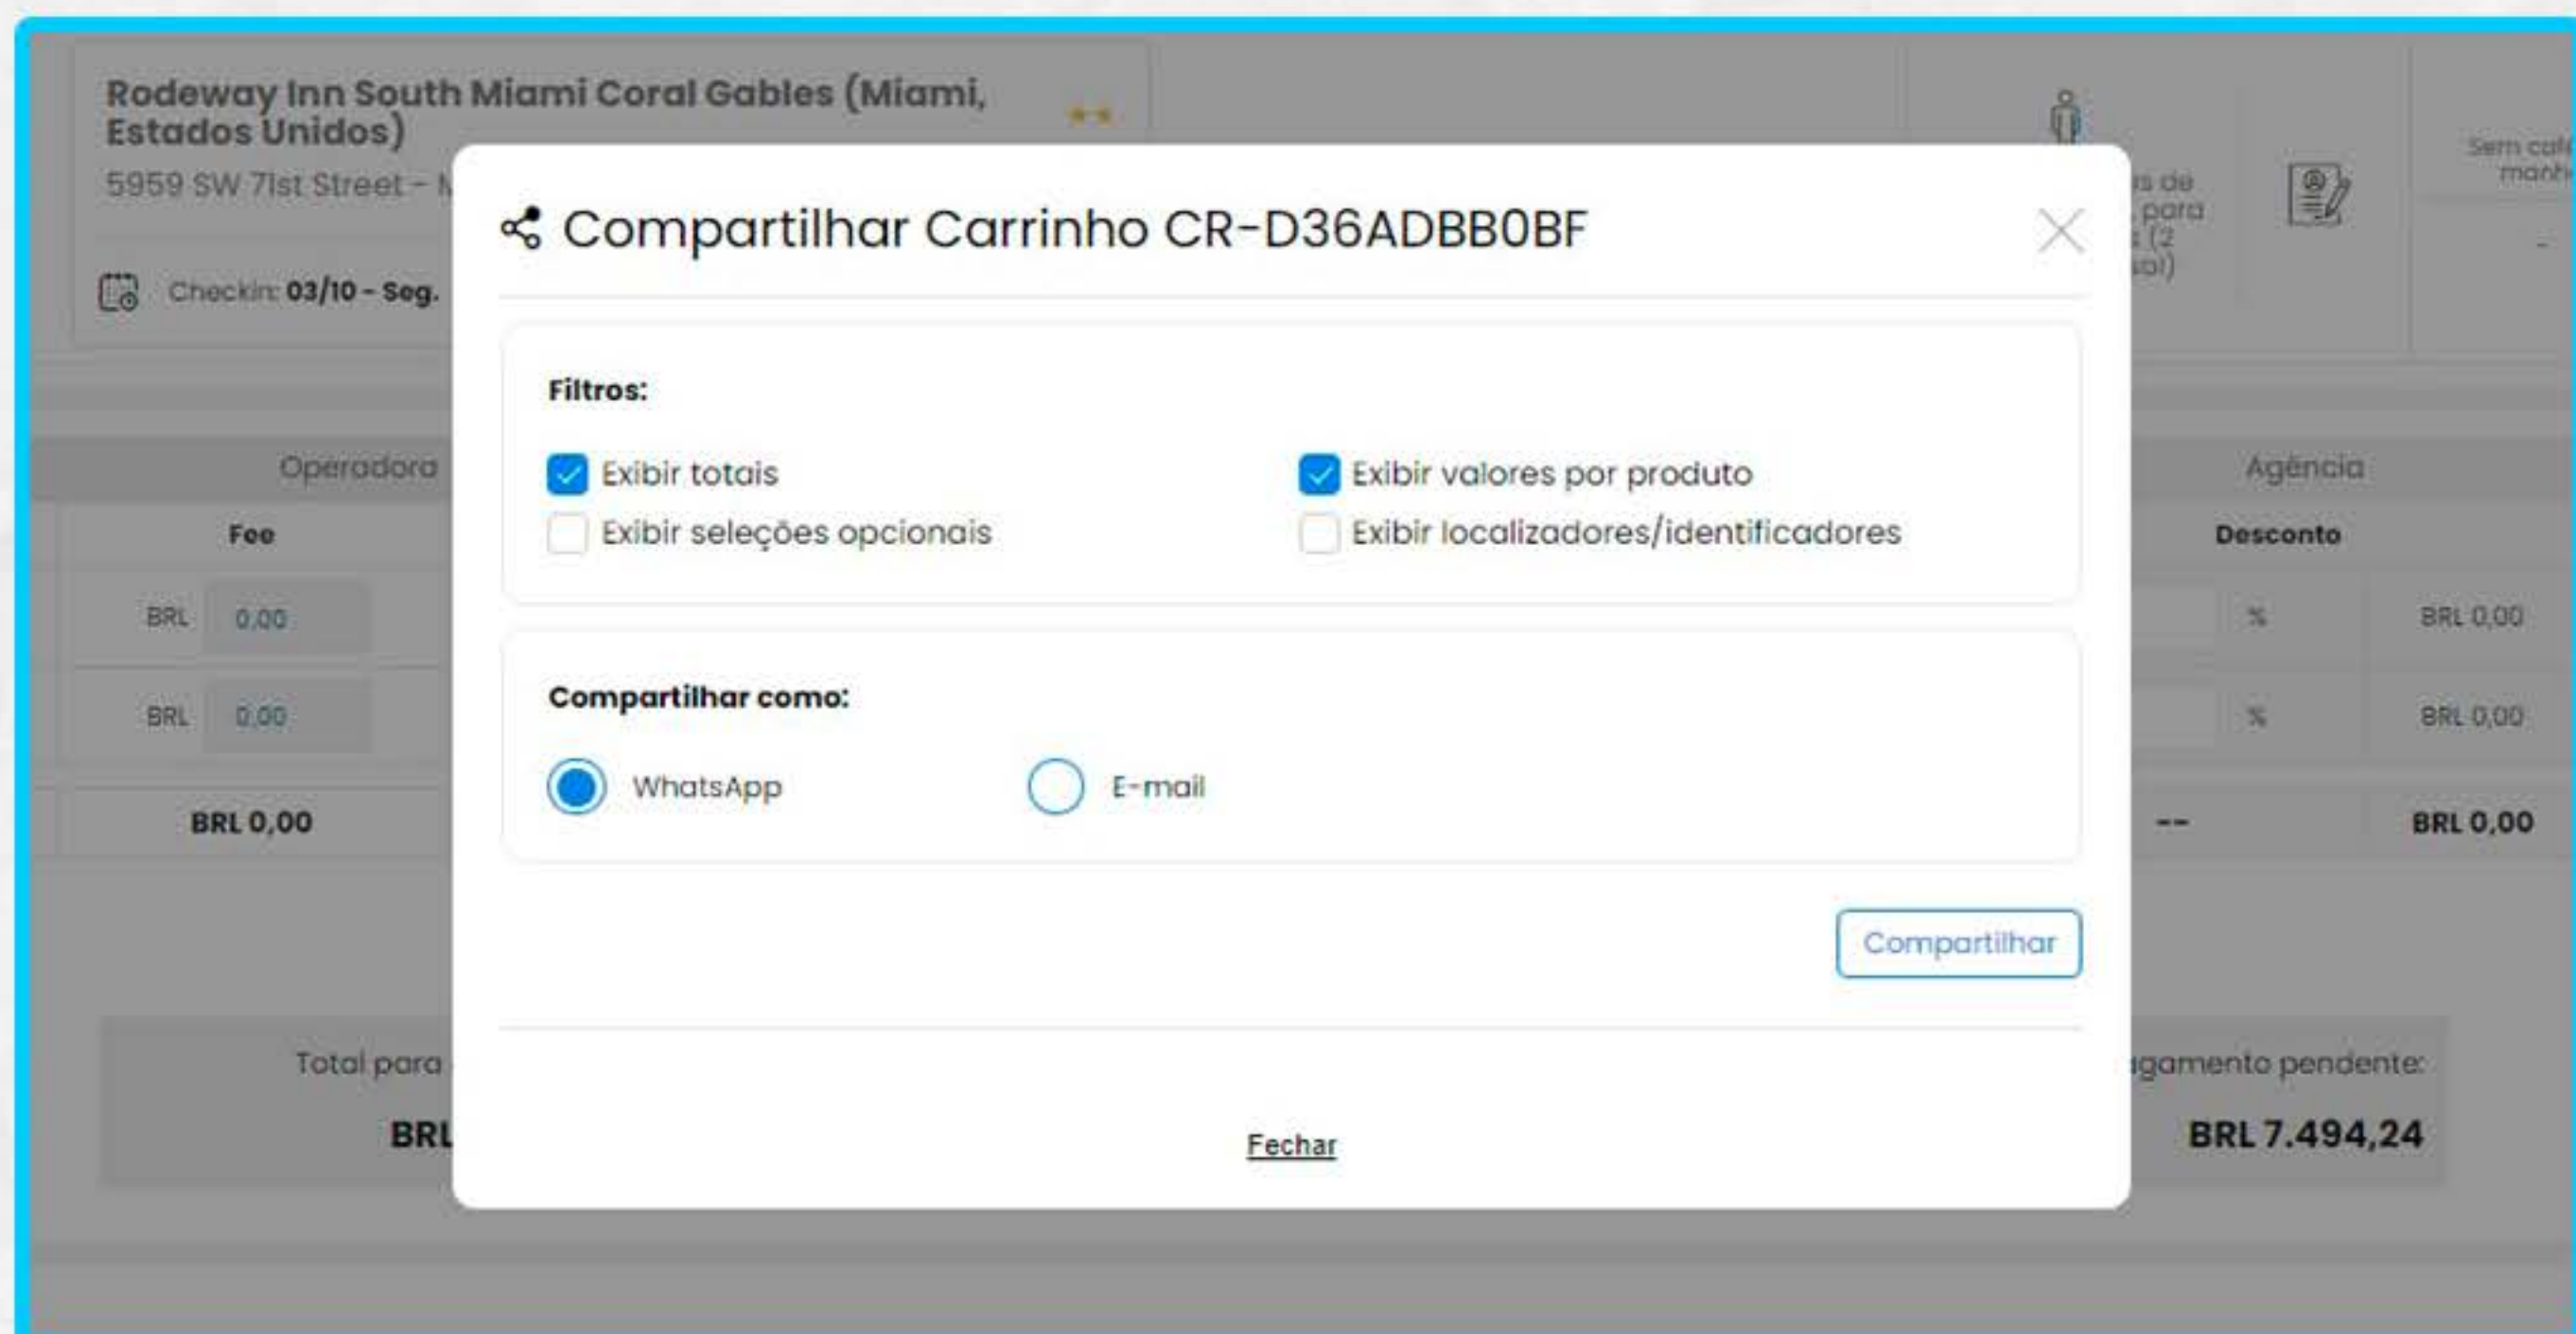 Rodeway Inn South Miami Coral Gables (Miami,
Estados Unidos)
5959 SW 71st Street -
Checkin: 03/10 - Seg.
Sem
para
(2
Compartilhar Carrinho CR-D36ADBB0BF
Filtros:
Exibir totais
Exibir valores por produto
Exibir seleções opcionais
Exibir localizadores/identificadores
Compartilhar como:
WhatsApp
E-mail
Compartilhar
Fechar
Operadora
Agência
Fee
Desconto
BRL 0,00
% BRL 0,00
BRL 0,00
% BRL 0,00
BRL 0,00
-- BRL 0,00
Total para
BRL
pendente:
BRL 7.494,24